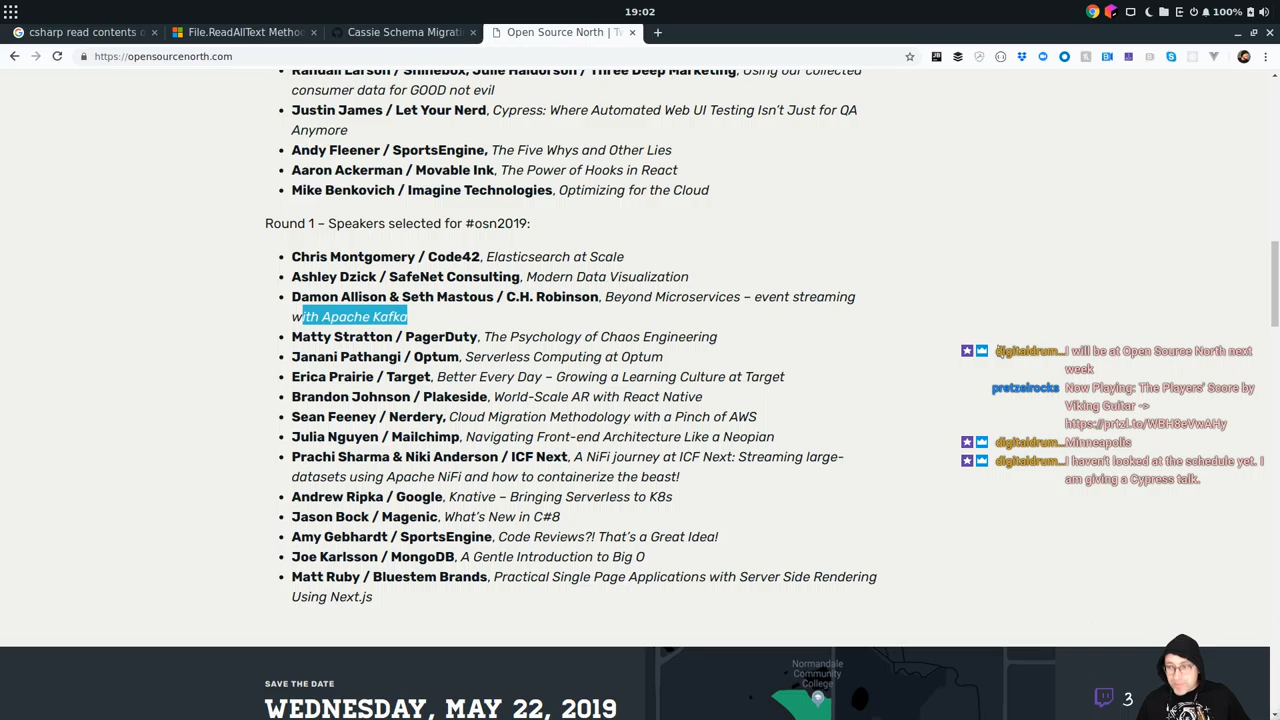 19:02
100%
csharp read contents o
File.ReadAllText Metho
Cassie Schema Migrati
Open Source North | Tw
https://opensourcenorth.com
Randall Larson / Shinebox, Julie Haldorson / Three Deep Marketing, Using our collected
consumer data for GOOD not evil
Justin James / Let Your Nerd, Cypress: Where Automated Web UI Testing Isn't Just for QA
Anymore
Andy Fleener / SportsEngine, The Five Whys and Other Lies
Aaron Ackerman / Movable Ink, The Power of Hooks in React
Mike Benkovich / Imagine Technologies, Optimizing for the Cloud
Round 1 – Speakers selected for #osn2019:
Chris Montgomery / Code42, Elasticsearch at Scale
Ashley Dzick / SafeNet Consulting, Modern Data Visualization
Damon Allison & Seth Mastous / C.H. Robinson, Beyond Microservices – event streaming
with Apache Kafka
Matty Stratton / PagerDuty, The Psychology of Chaos Engineering
Janani Pathangi / Optum, Serverless Computing at Optum
Erica Prairie / Target, Better Every Day – Growing a Learning Culture at Target
Brandon Johnson / Plakeside, World-Scale AR with React Native
Sean Feeney / Nerdery, Cloud Migration Methodology with a Pinch of AWS
Julia Nguyen / Mailchimp, Navigating Front-end Architecture Like a Neopian
Prachi Sharma & Niki Anderson / ICF Next, A NiFi journey at ICF Next: Streaming large-
datasets using Apache NiFi and how to containerize the beast!
Andrew Ripka / Google, Knative – Bringing Serverless to K8s
Jason Bock / Magenic, What's New in C#8
Amy Gebhardt / SportsEngine, Code Reviews?! That's a Great Idea!
Joe Karlsson / MongoDB, A Gentle Introduction to Big O
Matt Ruby / Bluestem Brands, Practical Single Page Applications with Server Side Rendering
Using Next.js
digitaldrum... I will be at Open Source North next
week
pretzelrocks Now Playing: The Players' Score by
Viking Guitar ->
https://prtzl.to/WBH8eVwAHy
digitaldrum... Minneapolis
digitaldrum... I haven't looked at the schedule yet. I
am giving a Cypress talk.
SAVE THE DATE
WEDNESDAY, MAY 22, 2019
Normandale
Community
College
3